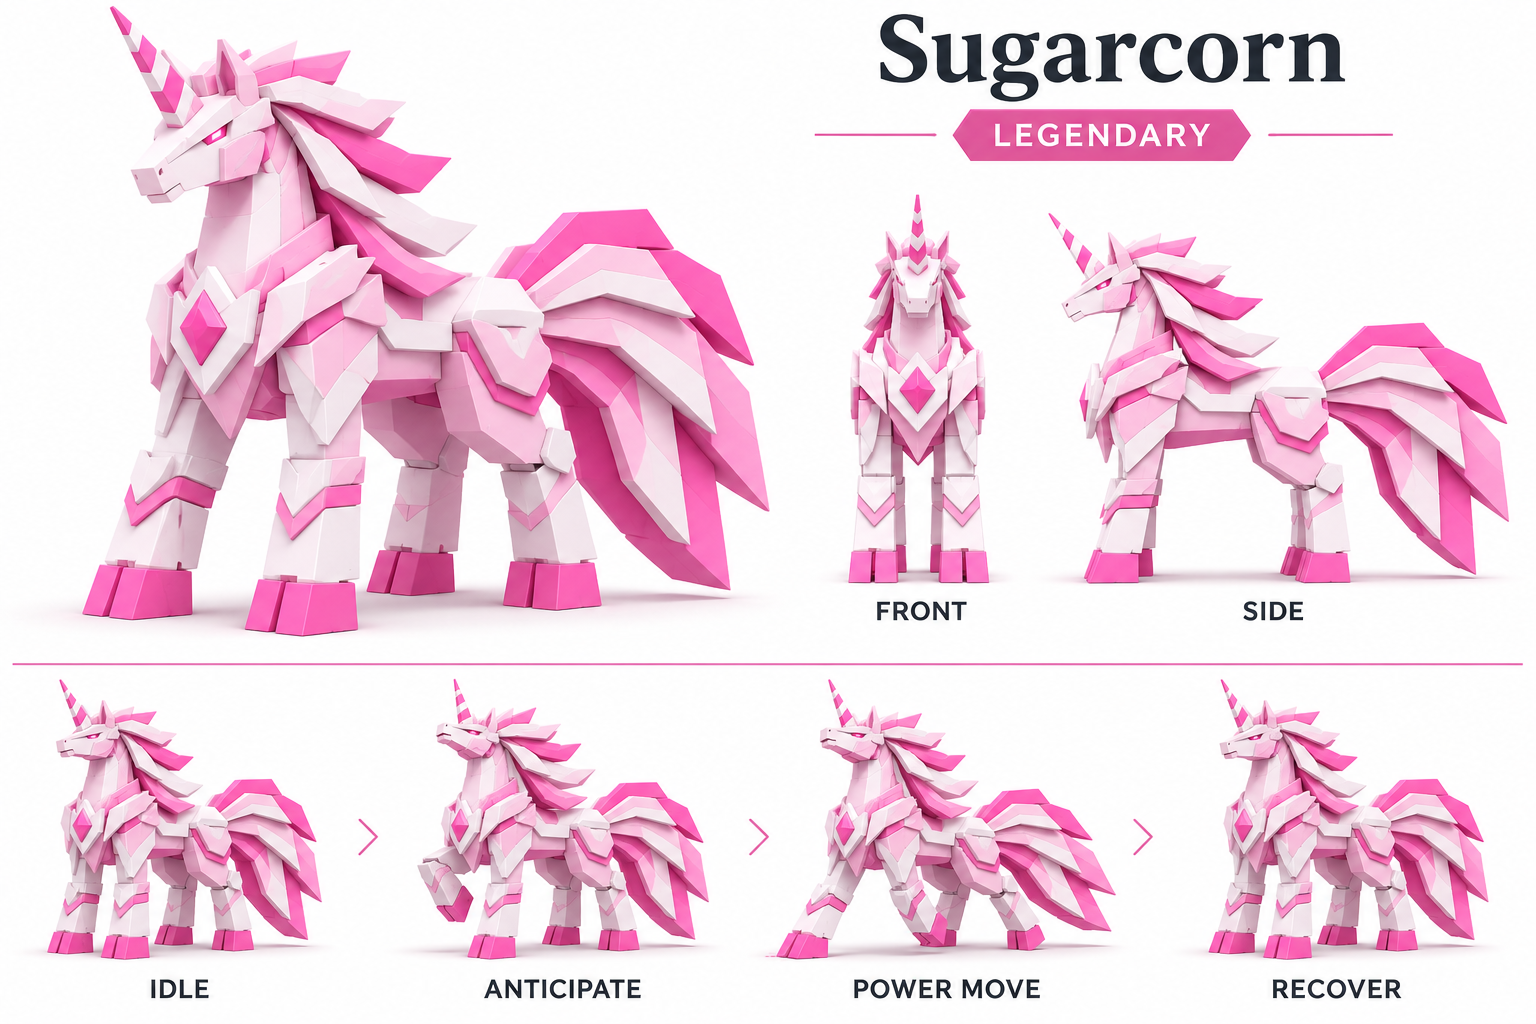 Sugarcorn
LEGENDARY
FRONT
SIDE
IDLE
ANTICIPATE
POWER MOVE
RECOVER